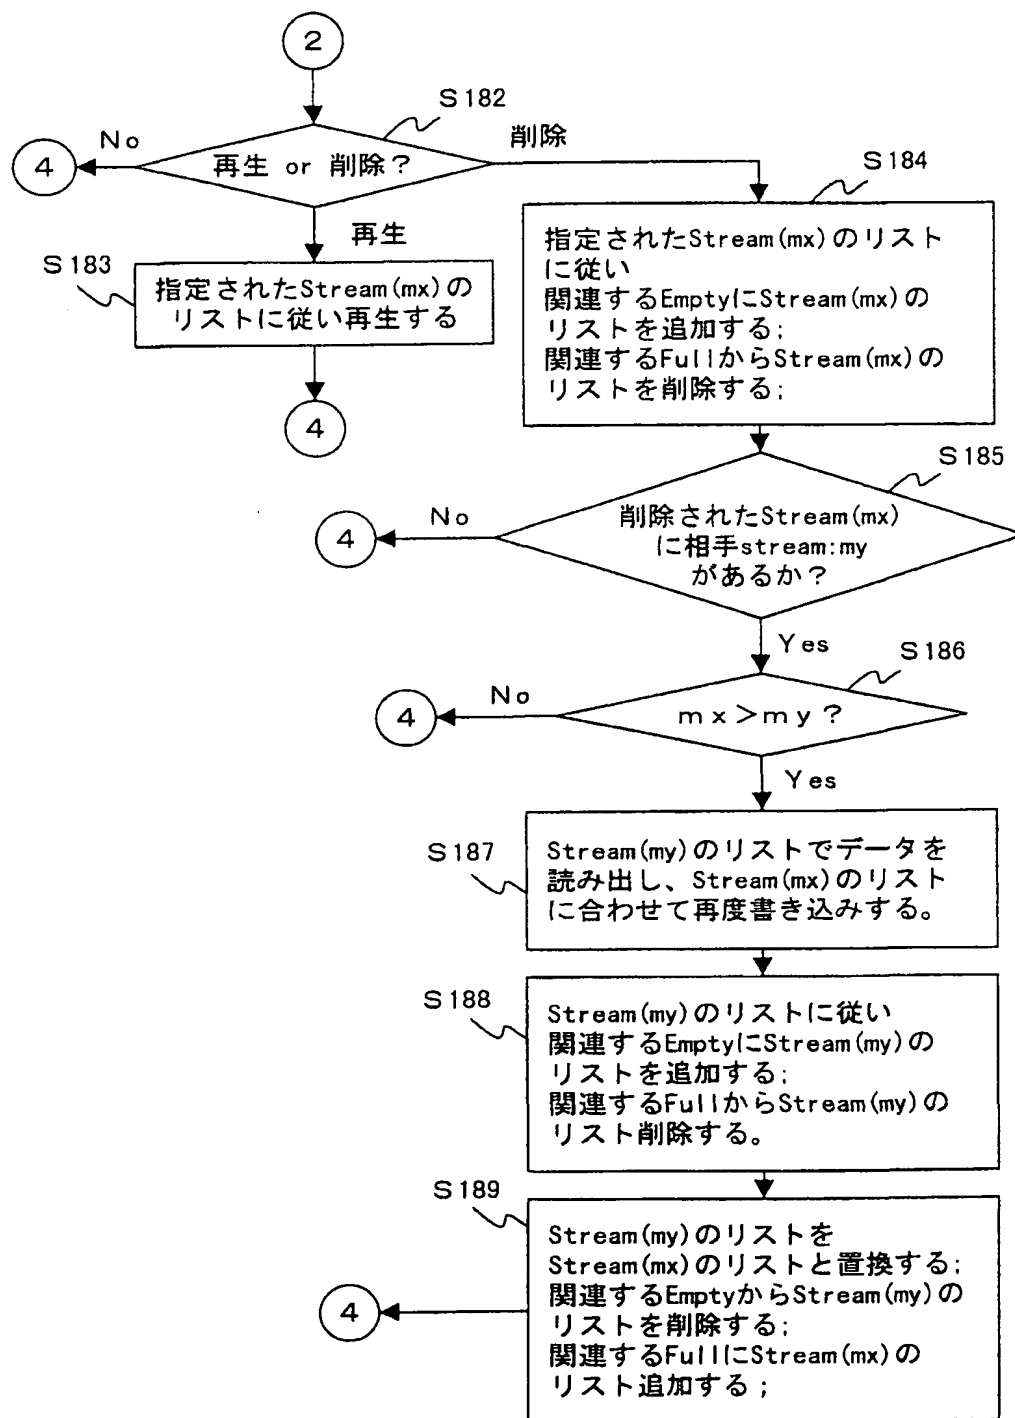 2
S182
No
4
再生 or 削除?
削除
再生
S183
指定されたStream(mx)の
リストに従い再生する
4
S184
指定されたStream(mx)のリスト
に従い
関連するEmptyにStream(mx)の
リストを追加する;
関連するFullからStream(mx)の
リストを削除する;
S185
No
4
削除されたStream(mx)
に相手stream:my
があるか?
Yes
S186
No
4
mx>my?
Yes
S187
Stream(my)のリストでデータを
読み出し、Stream(mx)のリスト
に合わせて再度書き込みする。
S188
Stream(my)のリストに従い
関連するEmptyにStream(my)の
リストを追加する;
関連するFullからStream(my)の
リスト削除する。
S189
4
Stream(my)のリストを
Stream(mx)のリストと置換する;
関連するEmptyからStream(my)の
リストを削除する;
関連するFullにStream(mx)の
リスト追加する;